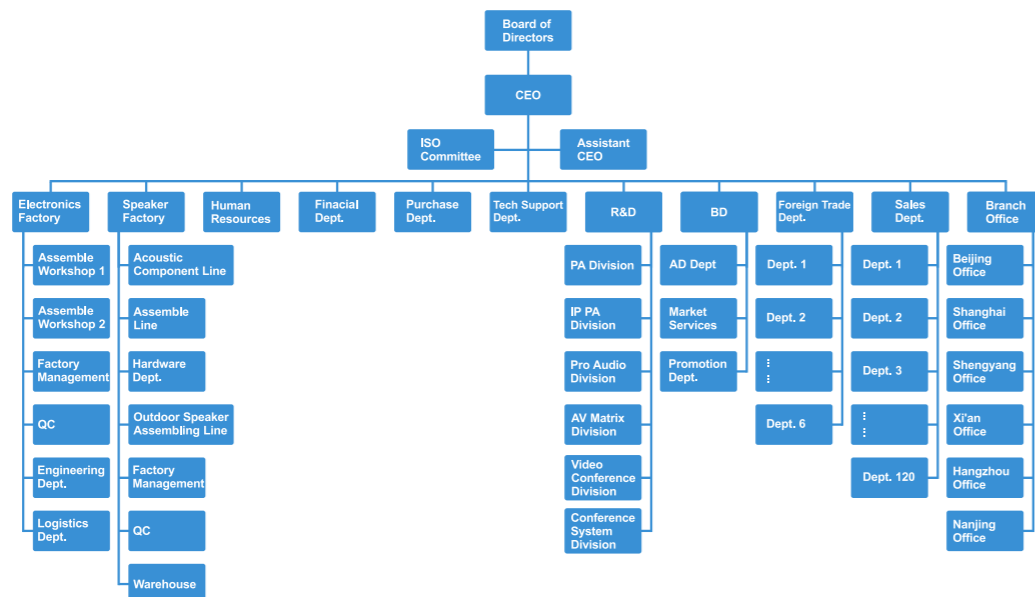 Board of
Directors
CEO
ISO
Committee
Assistant
CEO
Electronics
Factory
Speaker
Factory
Human
Resources
Finacial
Dept.
Purchase
Dept.
Tech Support
Dept.
R&D
BD
Foreign Trade
Dept.
Sales
Dept.
Branch
Office
Assemble
Workshop 1
Assemble
Workshop 2
Factory
Management
QC
Engineering
Dept.
Logistics
Dept.
Acoustic
Component Line
Assemble
Line
Hardware
Dept.
Outdoor Speaker
Assembling Line
Factory
Management
QC
Warehouse
PA Division
IP PA
Division
Pro Audio
Division
AV Matrix
Division
Video
Conference
Division
Conference
System
Division
AD Dept
Market
Services
Promotion
Dept.
Dept. 1
Dept. 2
⋮
⋮
Dept. 6
Dept. 1
Dept. 2
Dept. 3
⋮
⋮
Dept. 120
Beijing
Office
Shanghai
Office
Shengyang
Office
Xi'an
Office
Hangzhou
Office
Nanjing
Office